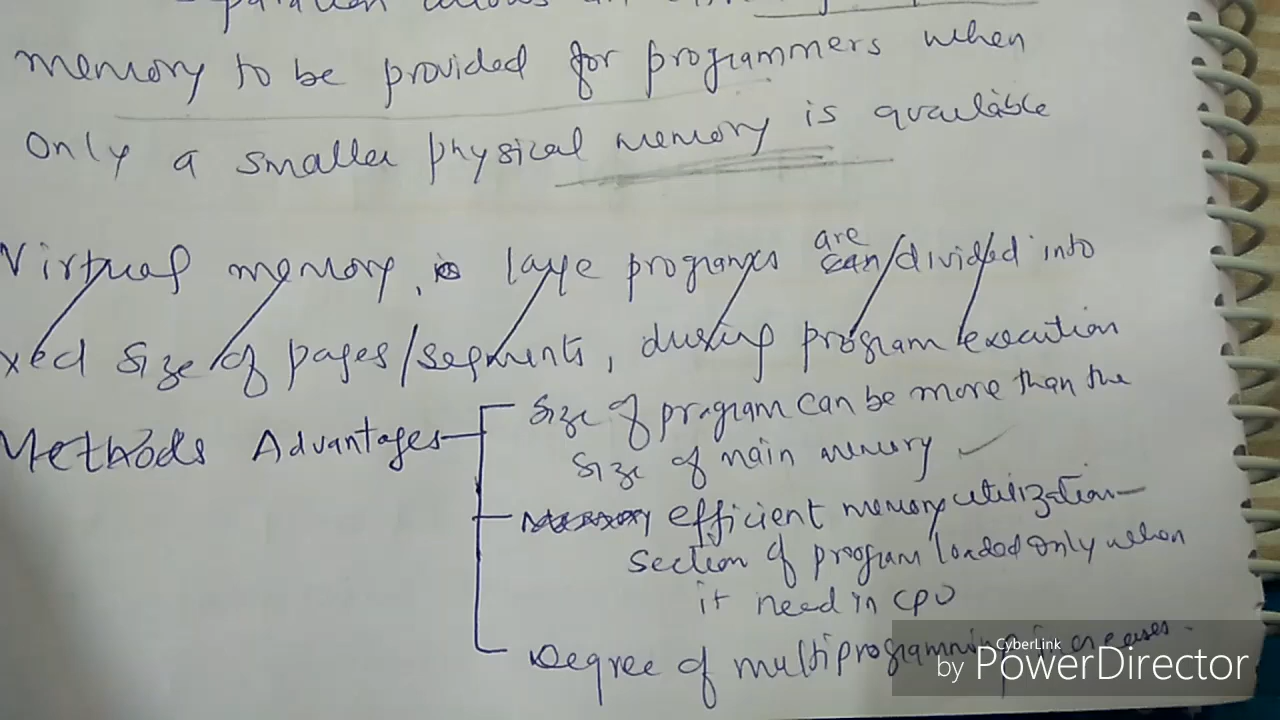 memory to be provided for programmers when
Only a smaller physical memory is available
Virtual memory, large programs are can/divided into
xed size of pages/segments, during program execution
Methods Advantages
Size of program can be more than the
size of main memory
efficient memory utilization-
section of program loaded only when
it need in CPU
Degree of multiprogramming increases.
CyberLink
by PowerDirector